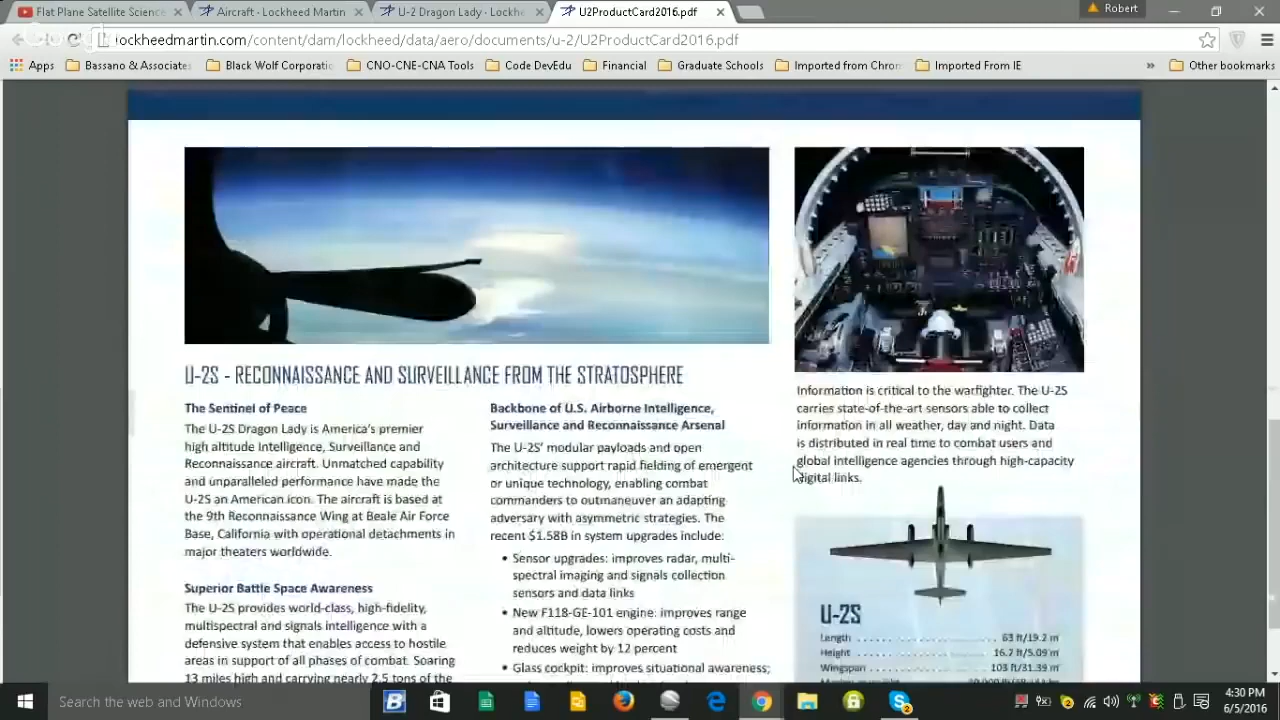 Flat Plane Satellite Science
Aircraft · Lockheed Martin
U-2 Dragon Lady · Lockhe
U2ProductCard2016.pdf
Robert
lockheedmartin.com/content/dam/lockheed/data/aero/documents/u-2/U2ProductCard2016.pdf
Apps
Bassano & Associates
Black Wolf Corporatio
CNO-CNE-CNA Tools
Code DevEdu
Financial
Graduate Schools
Imported from Chrom
Imported From IE
»
Other bookmarks
U-2S - RECONNAISSANCE AND SURVEILLANCE FROM THE STRATOSPHERE
The Sentinel of Peace
The U-2S Dragon Lady is America's premier
high altitude Intelligence, Surveillance and
Reconnaissance aircraft. Unmatched capability
and unparalleled performance have made the
U-2S an American icon. The aircraft is based at
the 9th Reconnaissance Wing at Beale Air Force
Base, California with operational detachments in
major theaters worldwide.
Superior Battle Space Awareness
The U-2S provides world-class, high-fidelity,
multispectral and signals intelligence with a
defensive system that enables access to hostile
areas in support of all phases of combat. Soaring
13 miles high and carrying nearly 2.5 tons of the
Backbone of U.S. Airborne Intelligence,
Surveillance and Reconnaissance Arsenal
The U-2S' modular payloads and open
architecture support rapid fielding of emergent
or unique technology, enabling combat
commanders to outmaneuver an adapting
adversary with asymmetric strategies. The
recent $1.58B in system upgrades include:
• Sensor upgrades: improves radar, multi-
spectral imaging and signals collection
sensors and data links
• New F118-GE-101 engine: improves range
and altitude, lowers operating costs and
reduces weight by 12 percent
• Glass cockpit: improves situational awareness;
Information is critical to the warfighter. The U-2S
carries state-of-the-art sensors able to collect
information in all weather, day and night. Data
is distributed in real time to combat users and
global intelligence agencies through high-capacity
digital links.
U-2S
Length . . . . . . . . . . . . . . . . . . . . 63 ft/19.2 m
Height . . . . . . . . . . . . . . . . . . . 16.7 ft/5.09 m
Wingspan . . . . . . . . . . . . . . . . 103 ft/31.39 m
Search the web and Windows
4:30 PM
6/5/2016